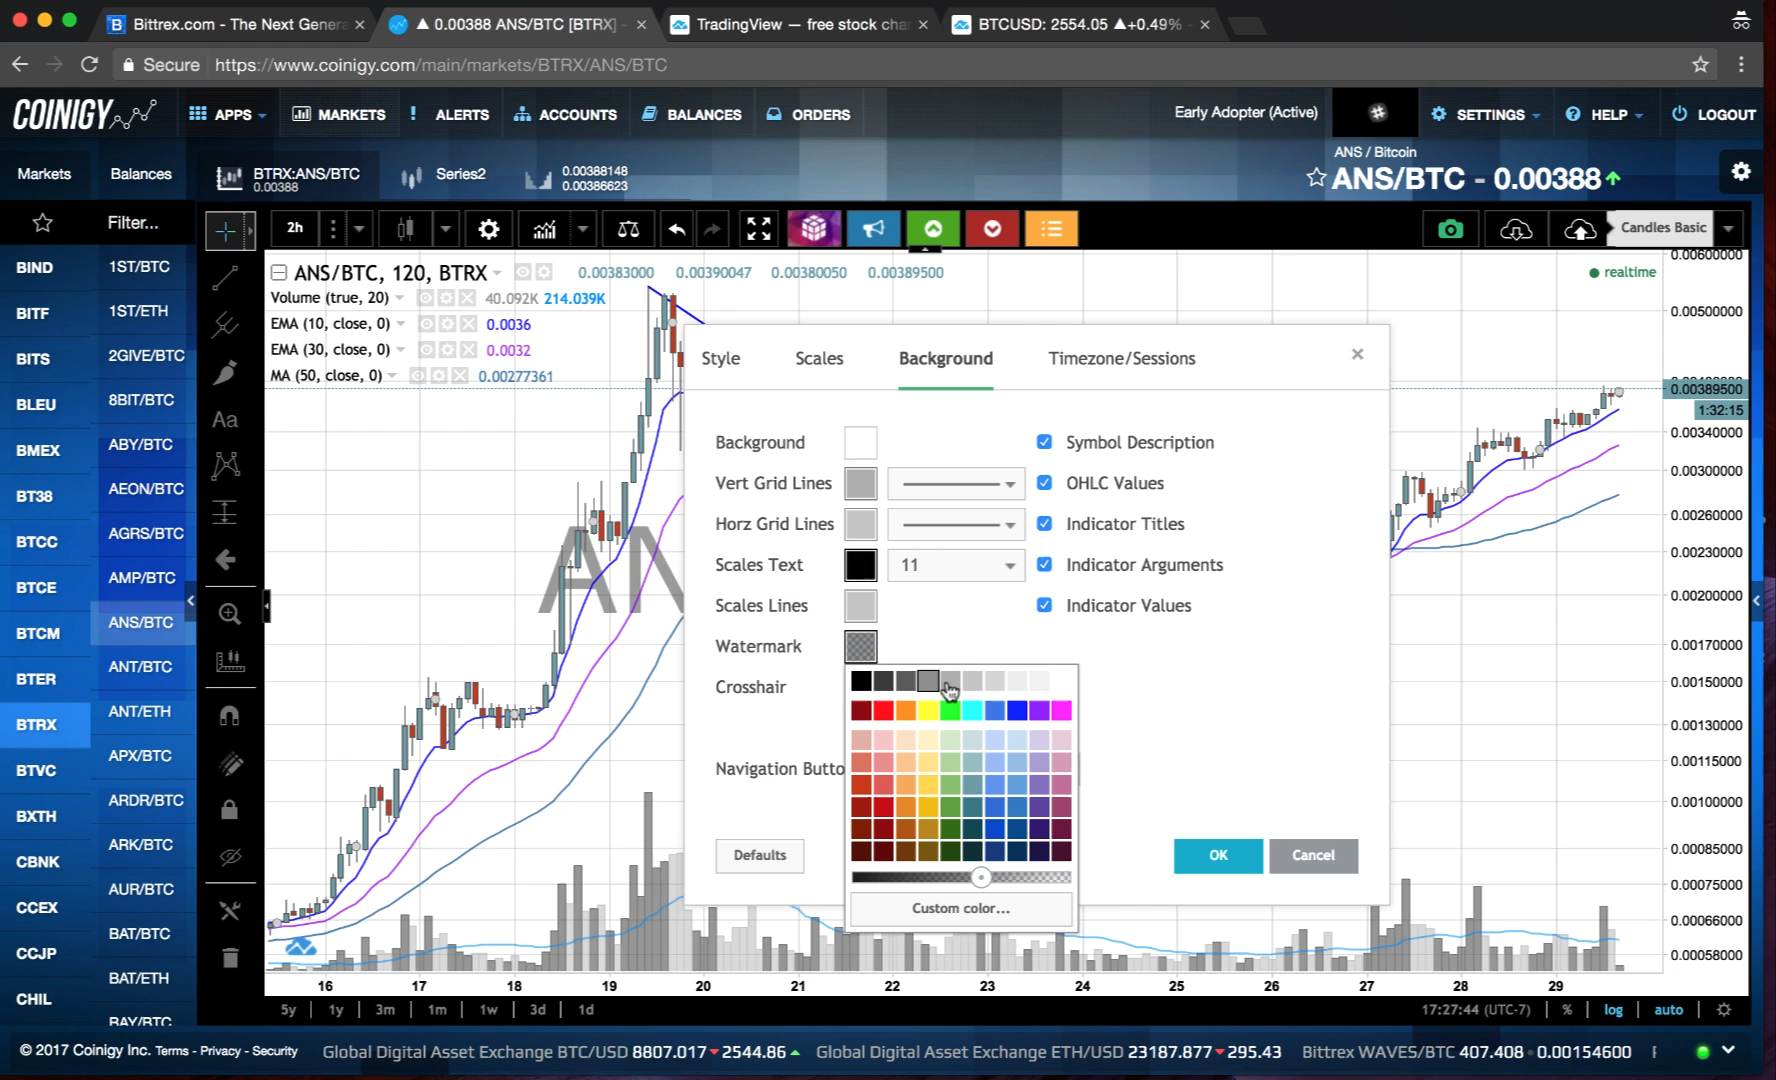 Bittrex.com - The Next Genera
▲ 0.00388 ANS/BTC [BTRX] -
TradingView — free stock cha
BTCUSD: 2554.05 ▲+0.49% -
Secure https://www.coinigy.com/main/markets/BTRX/ANS/BTC
COINIGY
APPS
MARKETS
ALERTS
ACCOUNTS
BALANCES
ORDERS
Early Adopter (Active)
SETTINGS
HELP
LOGOUT
Markets
Balances
BTRX:ANS/BTC
0.00388
Series2
0.00388148
0.00386623
ANS / Bitcoin
ANS/BTC - 0.00388
Filter...
2h
Candles Basic
BIND
BITF
BITS
BLEU
BMEX
BT38
BTCC
BTCE
BTCM
BTER
BTRX
BTVC
BXTH
CBNK
CCEX
CCJP
CHIL
1ST/BTC
1ST/ETH
2GIVE/BTC
8BIT/BTC
ABY/BTC
AEON/BTC
AGRS/BTC
AMP/BTC
ANS/BTC
ANT/BTC
ANT/ETH
APX/BTC
ARDR/BTC
ARK/BTC
AUR/BTC
BAT/BTC
BAT/ETH
BAY/BTC
Aa
ANS/BTC, 120, BTRX
0.00383000 0.00390047 0.00380050 0.00389500
Volume (true, 20) 40.092K 214.039K
EMA (10, close, 0) 0.0036
EMA (30, close, 0) 0.0032
MA (50, close, 0) 0.00277361
realtime
AN
Style
Scales
Background
Timezone/Sessions
Background
Vert Grid Lines
Horz Grid Lines
Scales Text
11
Scales Lines
Watermark
Crosshair
Navigation Butto
Symbol Description
OHLC Values
Indicator Titles
Indicator Arguments
Indicator Values
Defaults
OK
Cancel
Custom color...
0.00600000
0.00500000
0.00389500
1:32:15
0.00340000
0.00300000
0.00260000
0.00230000
0.00200000
0.00170000
0.00150000
0.00130000
0.00115000
0.00100000
0.00085000
0.00075000
0.00066000
0.00058000
16 17 18 19 20 21 22 23 24 25 26 27 28 29
5y 1y 3m 1m 1w 3d 1d
17:27:44 (UTC-7) % log auto
© 2017 Coinigy Inc. Terms - Privacy - Security
Global Digital Asset Exchange BTC/USD 8807.017 2544.86
Global Digital Asset Exchange ETH/USD 23187.877 295.43
Bittrex WAVES/BTC 407.408 0.00154600